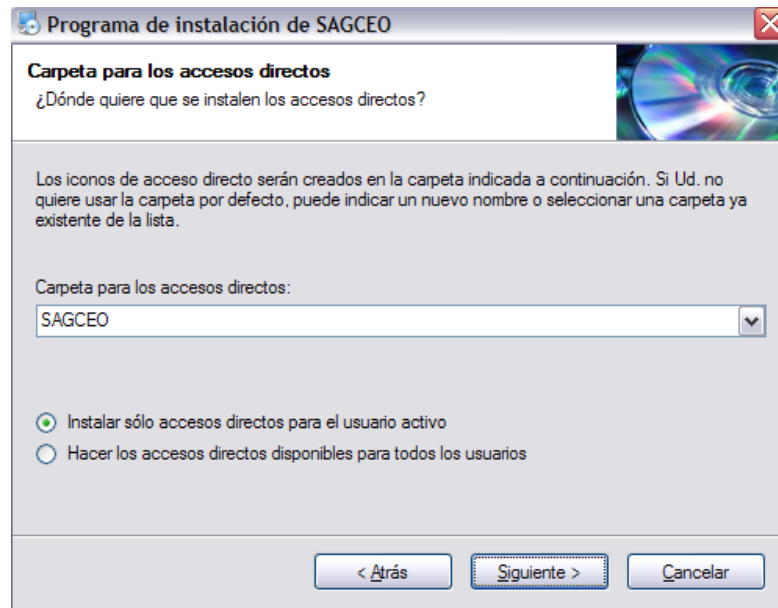 Programa de instalación de SAGCEO
Carpeta para los accesos directos
¿Dónde quiere que se instalen los accesos directos?
Los iconos de acceso directo serán creados en la carpeta indicada a continuación. Si Ud. no
quiere usar la carpeta por defecto, puede indicar un nuevo nombre o seleccionar una carpeta ya
existente de la lista.
Carpeta para los accesos directos:
SAGCEO
Instalar sólo accesos directos para el usuario activo
Hacer los accesos directos disponibles para todos los usuarios
< Atrás
Siguiente >
Cancelar